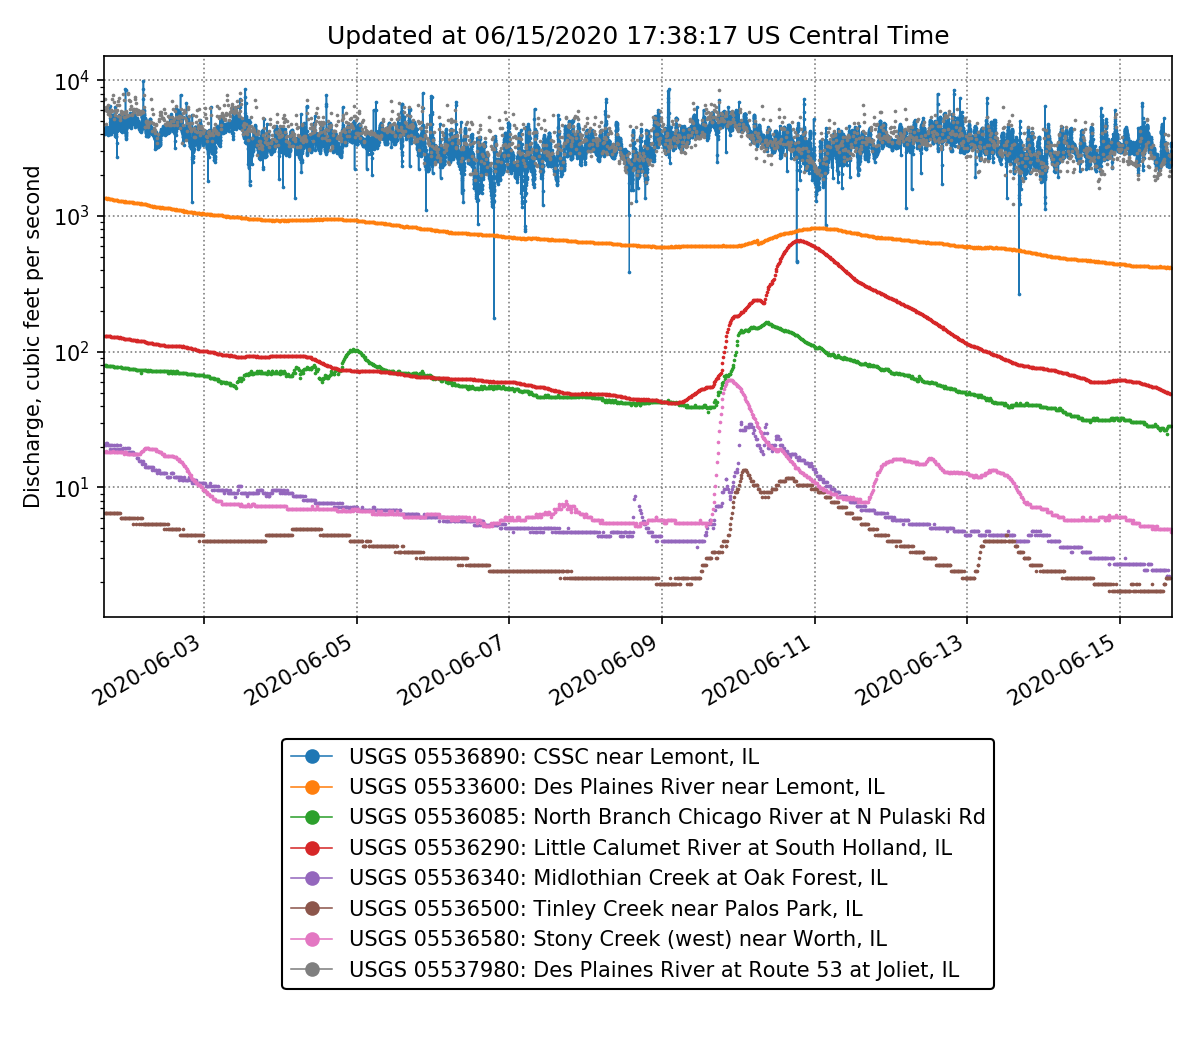 Updated at 06/15/2020 17:38:17 US Central Time
Discharge, cubic feet per second
10^4
10^3
10^2
10^1
2020-06-03
2020-06-05
2020-06-07
2020-06-09
2020-06-11
2020-06-13
2020-06-15
USGS 05536890: CSSC near Lemont, IL
USGS 05533600: Des Plaines River near Lemont, IL
USGS 05536085: North Branch Chicago River at N Pulaski Rd
USGS 05536290: Little Calumet River at South Holland, IL
USGS 05536340: Midlothian Creek at Oak Forest, IL
USGS 05536500: Tinley Creek near Palos Park, IL
USGS 05536580: Stony Creek (west) near Worth, IL
USGS 05537980: Des Plaines River at Route 53 at Joliet, IL